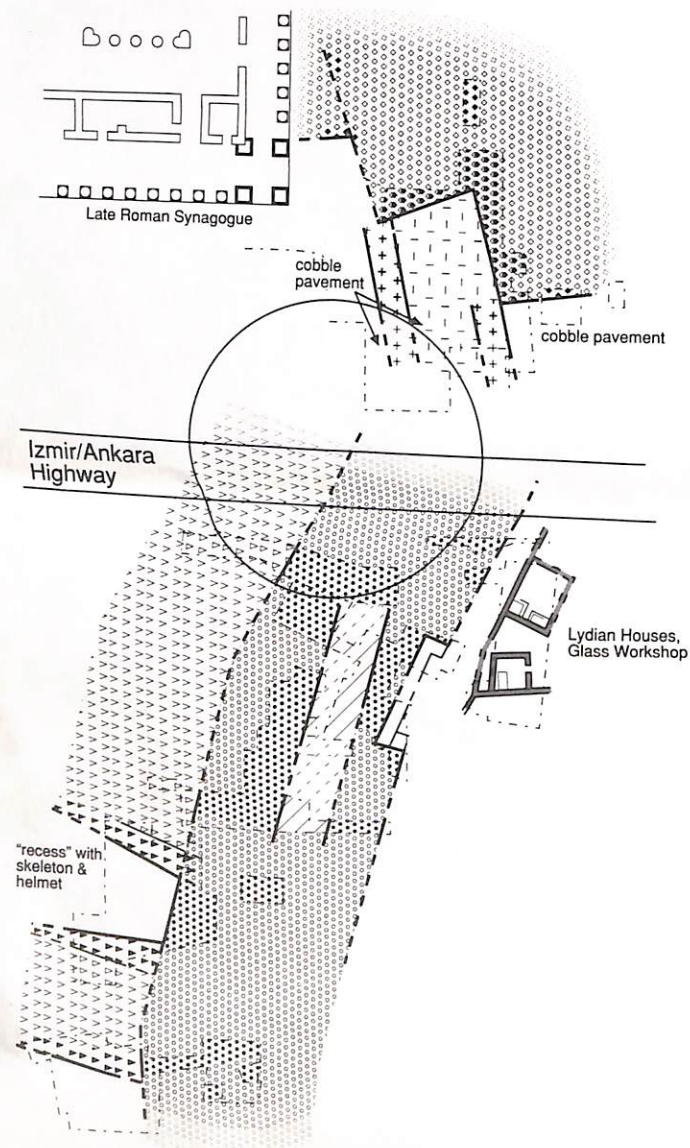 Late Roman Synagogue
cobble
pavement
cobble pavement
Izmir/Ankara
Highway
Lydian Houses,
Glass Workshop
"recess" with
skeleton &
helmet